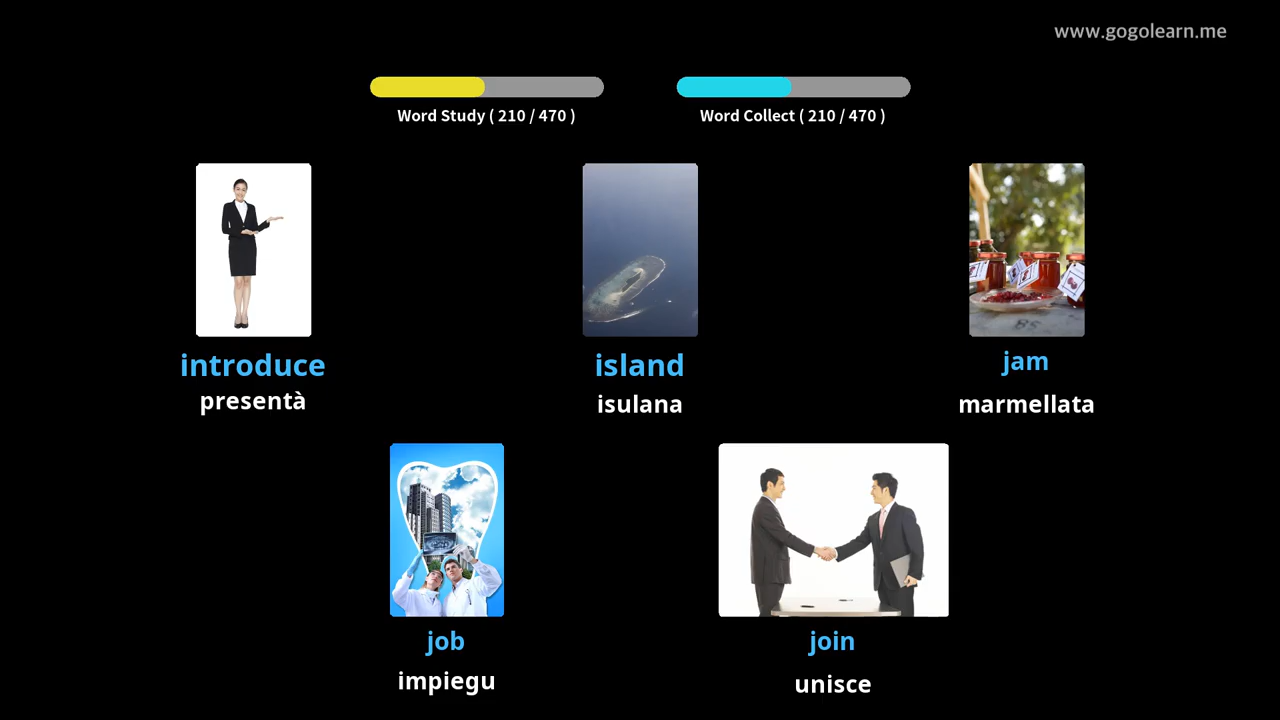 www.gogolearn.me
Word Study ( 210 / 470 )
Word Collect ( 210 / 470 )
introduce
presentà
island
isulana
jam
marmellata
job
impiegu
join
unisce